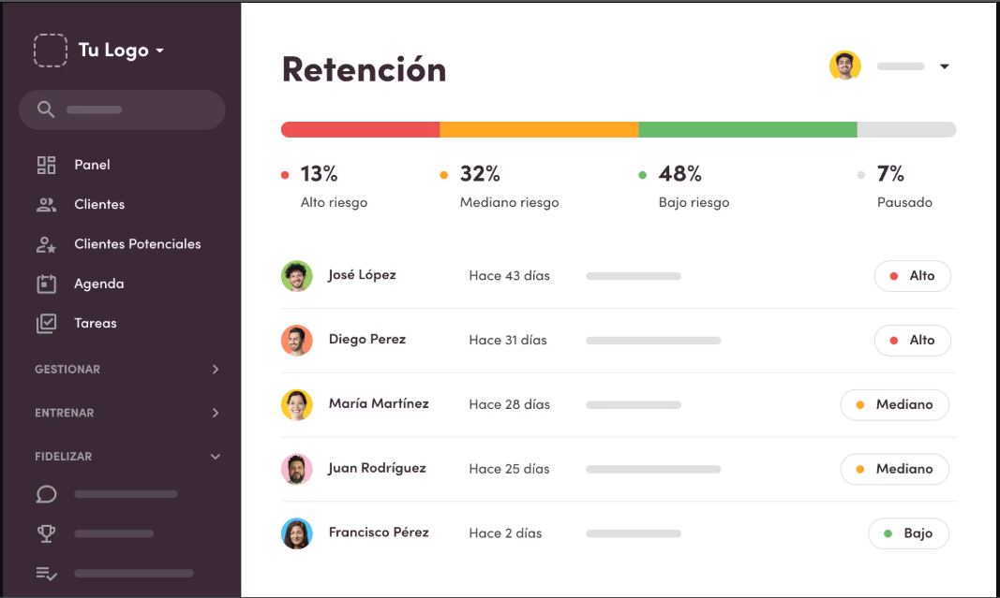 Tu Logo
Panel
Clientes
Clientes Potenciales
Agenda
Tareas
GESTIONAR
ENTRENAR
FIDELIZAR
Retención
13%
Alto riesgo
32%
Mediano riesgo
48%
Bajo riesgo
7%
Pausado
José López Hace 43 días Alto
Diego Perez Hace 31 días Alto
María Martínez Hace 28 días Mediano
Juan Rodríguez Hace 25 días Mediano
Francisco Pérez Hace 2 días Bajo